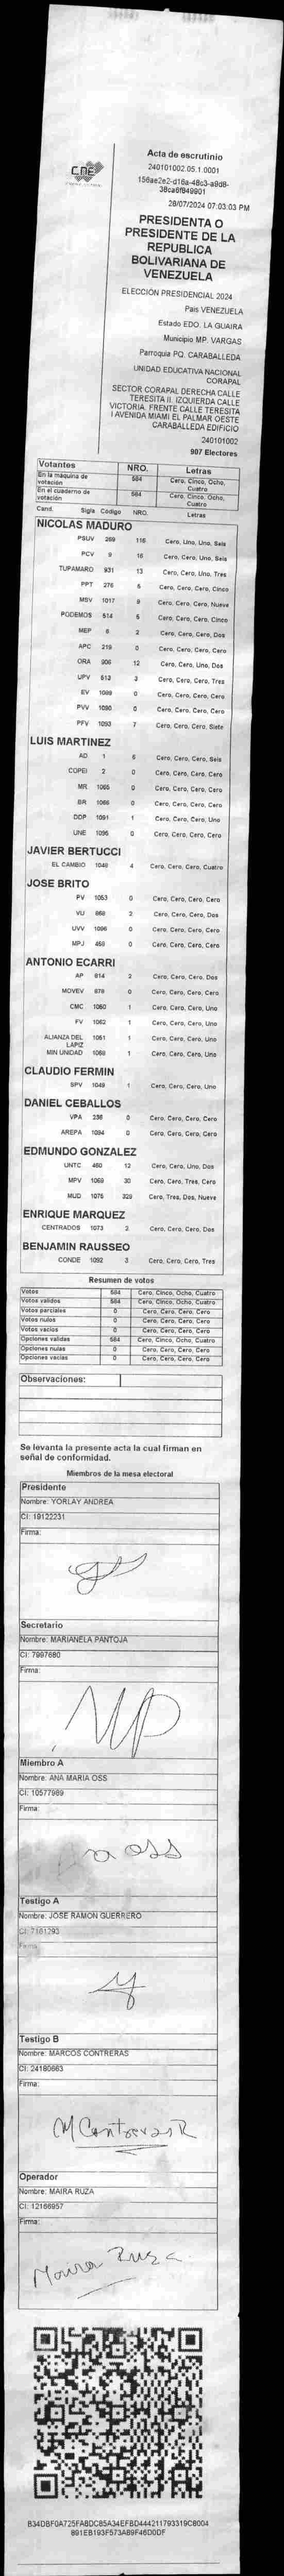 CNE
Acta de escrutinio
240101002.05.1.0001
156ae2e2-d16a-48c3-a9d8-
38ca6f849901
28/07/2024 07:03:03 PM
PRESIDENTA O
PRESIDENTE DE LA
REPUBLICA
BOLIVARIANA DE
VENEZUELA
ELECCIÓN PRESIDENCIAL 2024
Pais VENEZUELA
Estado EDO. LA GUAIRA
Municipio MP. VARGAS
Parroquia PQ. CARABALLEDA
UNIDAD EDUCATIVA NACIONAL
CORAPAL
SECTOR CORAPAL DERECHA CALLE
TERESITA II. IZQUIERDA CALLE
VICTORIA. FRENTE CALLE TERESITA
I AVENIDA MIAMI EL PALMAR OESTE
CARABALLEDA EDIFICIO
240101002
907 Electores
Votantes NRO. Letras
En la máquina de votación 584 Cero, Cinco, Ocho, Cuatro
En el cuaderno de votación 584 Cero, Cinco, Ocho, Cuatro
Cand. Sigla Código NRO. Letras
NICOLAS MADURO
PSUV 269 116 Cero, Uno, Uno, Seis
PCV 9 16 Cero, Cero, Uno, Seis
TUPAMARO 931 13 Cero, Cero, Uno, Tres
PPT 276 5 Cero, Cero, Cero, Cinco
MSV 1017 9 Cero, Cero, Cero, Nueve
PODEMOS 514 5 Cero, Cero, Cero, Cinco
MEP 8 2 Cero, Cero, Cero, Dos
APC 219 0 Cero, Cero, Cero, Cero
ORA 906 12 Cero, Cero, Uno, Dos
UPV 613 3 Cero, Cero, Cero, Tres
EV 1089 0 Cero, Cero, Cero, Cero
PVV 1090 0 Cero, Cero, Cero, Cero
PFV 1093 7 Cero, Cero, Cero, Siete
LUIS MARTINEZ
AD 1 6 Cero, Cero, Cero, Seis
COPEI 2 0 Cero, Cero, Cero, Cero
MR 1065 0 Cero, Cero, Cero, Cero
BR 1066 0 Cero, Cero, Cero, Cero
DDP 1091 1 Cero, Cero, Cero, Uno
UNE 1095 0 Cero, Cero, Cero, Cero
JAVIER BERTUCCI
EL CAMBIO 1048 4 Cero, Cero, Cero, Cuatro
JOSE BRITO
PV 1053 0 Cero, Cero, Cero, Cero
VU 868 2 Cero, Cero, Cero, Dos
UVV 1096 0 Cero, Cero, Cero, Cero
MPJ 458 0 Cero, Cero, Cero, Cero
ANTONIO ECARRI
AP 814 2 Cero, Cero, Cero, Dos
MOVEV 878 0 Cero, Cero, Cero, Cero
CMC 1060 1 Cero, Cero, Cero, Uno
FV 1062 1 Cero, Cero, Cero, Uno
ALIANZA DEL LAPIZ 1051 1 Cero, Cero, Cero, Uno
MIN UNIDAD 1068 1 Cero, Cero, Cero, Uno
CLAUDIO FERMIN
SPV 1049 1 Cero, Cero, Cero, Uno
DANIEL CEBALLOS
VPA 238 0 Cero, Cero, Cero, Cero
AREPA 1094 0 Cero, Cero, Cero, Cero
EDMUNDO GONZALEZ
UNTC 460 12 Cero, Cero, Uno, Dos
MPV 1069 30 Cero, Cero, Tres, Cero
MUD 1075 329 Cero, Tres, Dos, Nueve
ENRIQUE MARQUEZ
CENTRADOS 1073 2 Cero, Cero, Cero, Dos
BENJAMIN RAUSSEO
CONDE 1092 3 Cero, Cero, Cero, Tres
Resumen de votos
Votos 584 Cero, Cinco, Ocho, Cuatro
Votos validos 584 Cero, Cinco, Ocho, Cuatro
Votos parciales 0 Cero, Cero, Cero, Cero
Votos nulos 0 Cero, Cero, Cero, Cero
Votos vacios 0 Cero, Cero, Cero, Cero
Opciones validas 584 Cero, Cinco, Ocho, Cuatro
Opciones nulas 0 Cero, Cero, Cero, Cero
Opciones vacias 0 Cero, Cero, Cero, Cero
Observaciones:
Se levanta la presente acta la cual firman en
señal de conformidad.
Miembros de la mesa electoral
Presidente
Nombre: YORLAY ANDREA
CI: 19122231
Firma:
Secretario
Nombre: MARIANELA PANTOJA
CI: 7997680
Firma:
MP
Miembro A
Nombre: ANA MARIA OSS
CI: 10577989
Firma:
oss
Testigo A
Nombre: JOSE RAMON GUERRERO
CI: 7161293
Firma:
Testigo B
Nombre: MARCOS CONTRERAS
CI: 24180663
Firma:
M Contreras R
Operador
Nombre: MAIRA RUZA
CI: 12166957
Firma:
Maira Ruza
B34DBF0A725FABDC85A34EFBD444211793319C8004
891EB193F573AB9F46D0DF